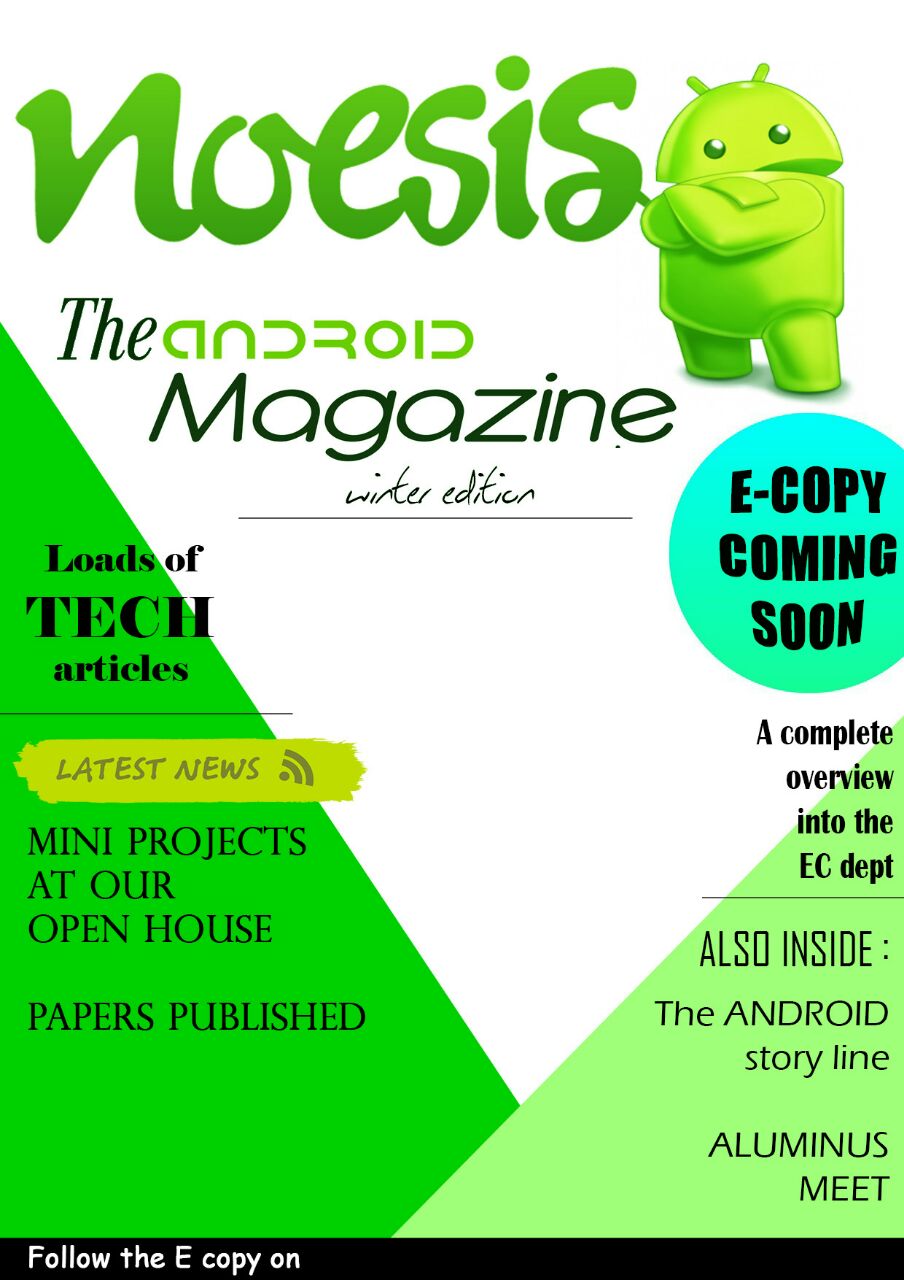 noesis
The ANDROID
Magazine
winter edition
E-COPY
COMING
SOON
Loads of
TECH
articles
LATEST NEWS
MINI PROJECTS
AT OUR
OPEN HOUSE
PAPERS PUBLISHED
A complete
overview
into the
EC dept
ALSO INSIDE :
The ANDROID
story line
ALUMINUS
MEET
Follow the E copy on